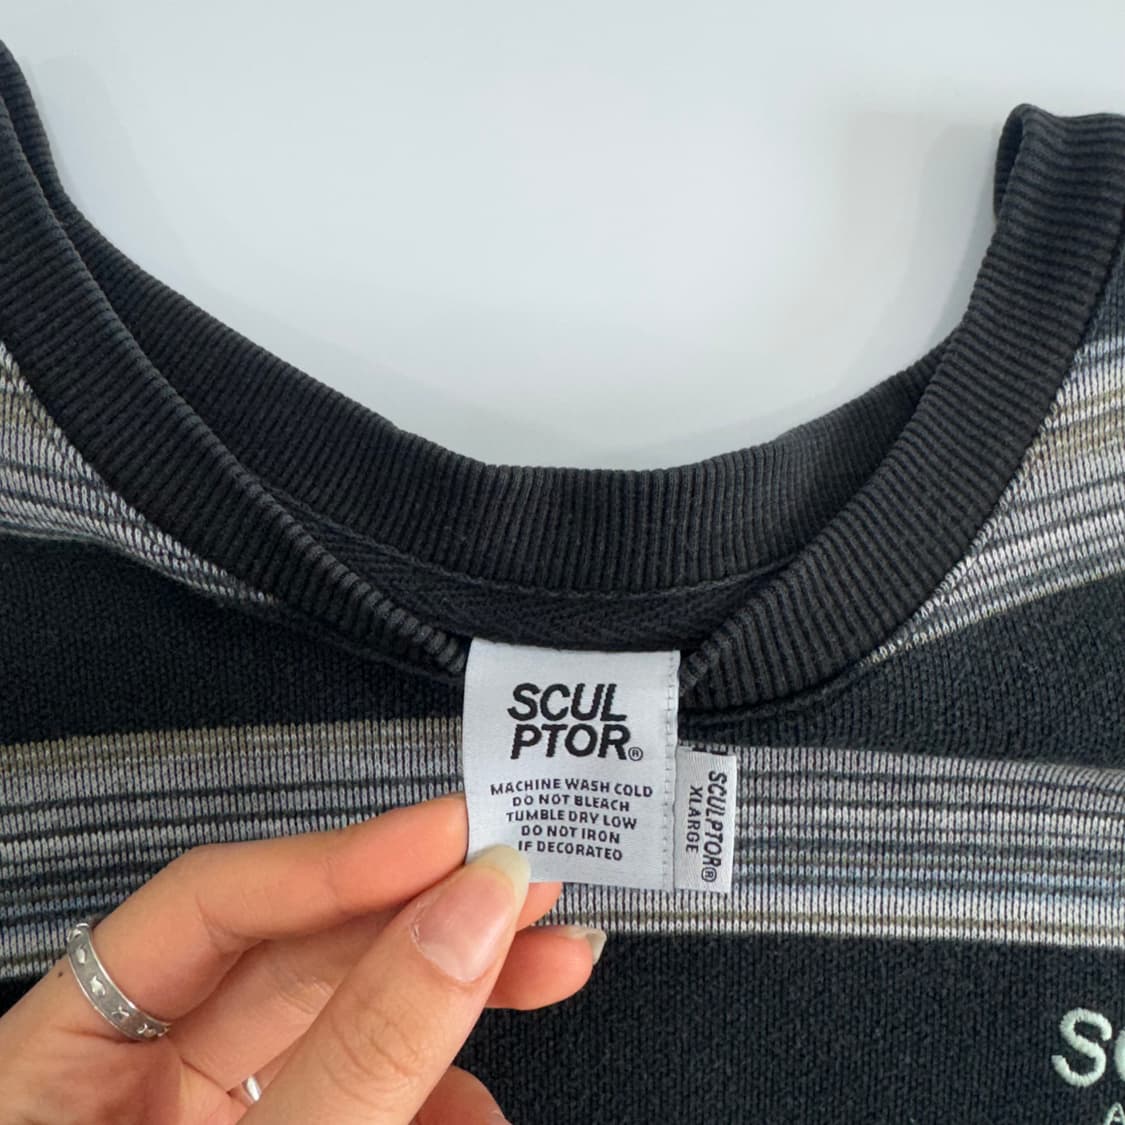 SCUL
PTOR®
MACHINE WASH COLD
DO NOT BLEACH
TUMBLE DRY LOW
DO NOT IRON
IF DECORATED
SCULPTOR®
XLARGE
S
A